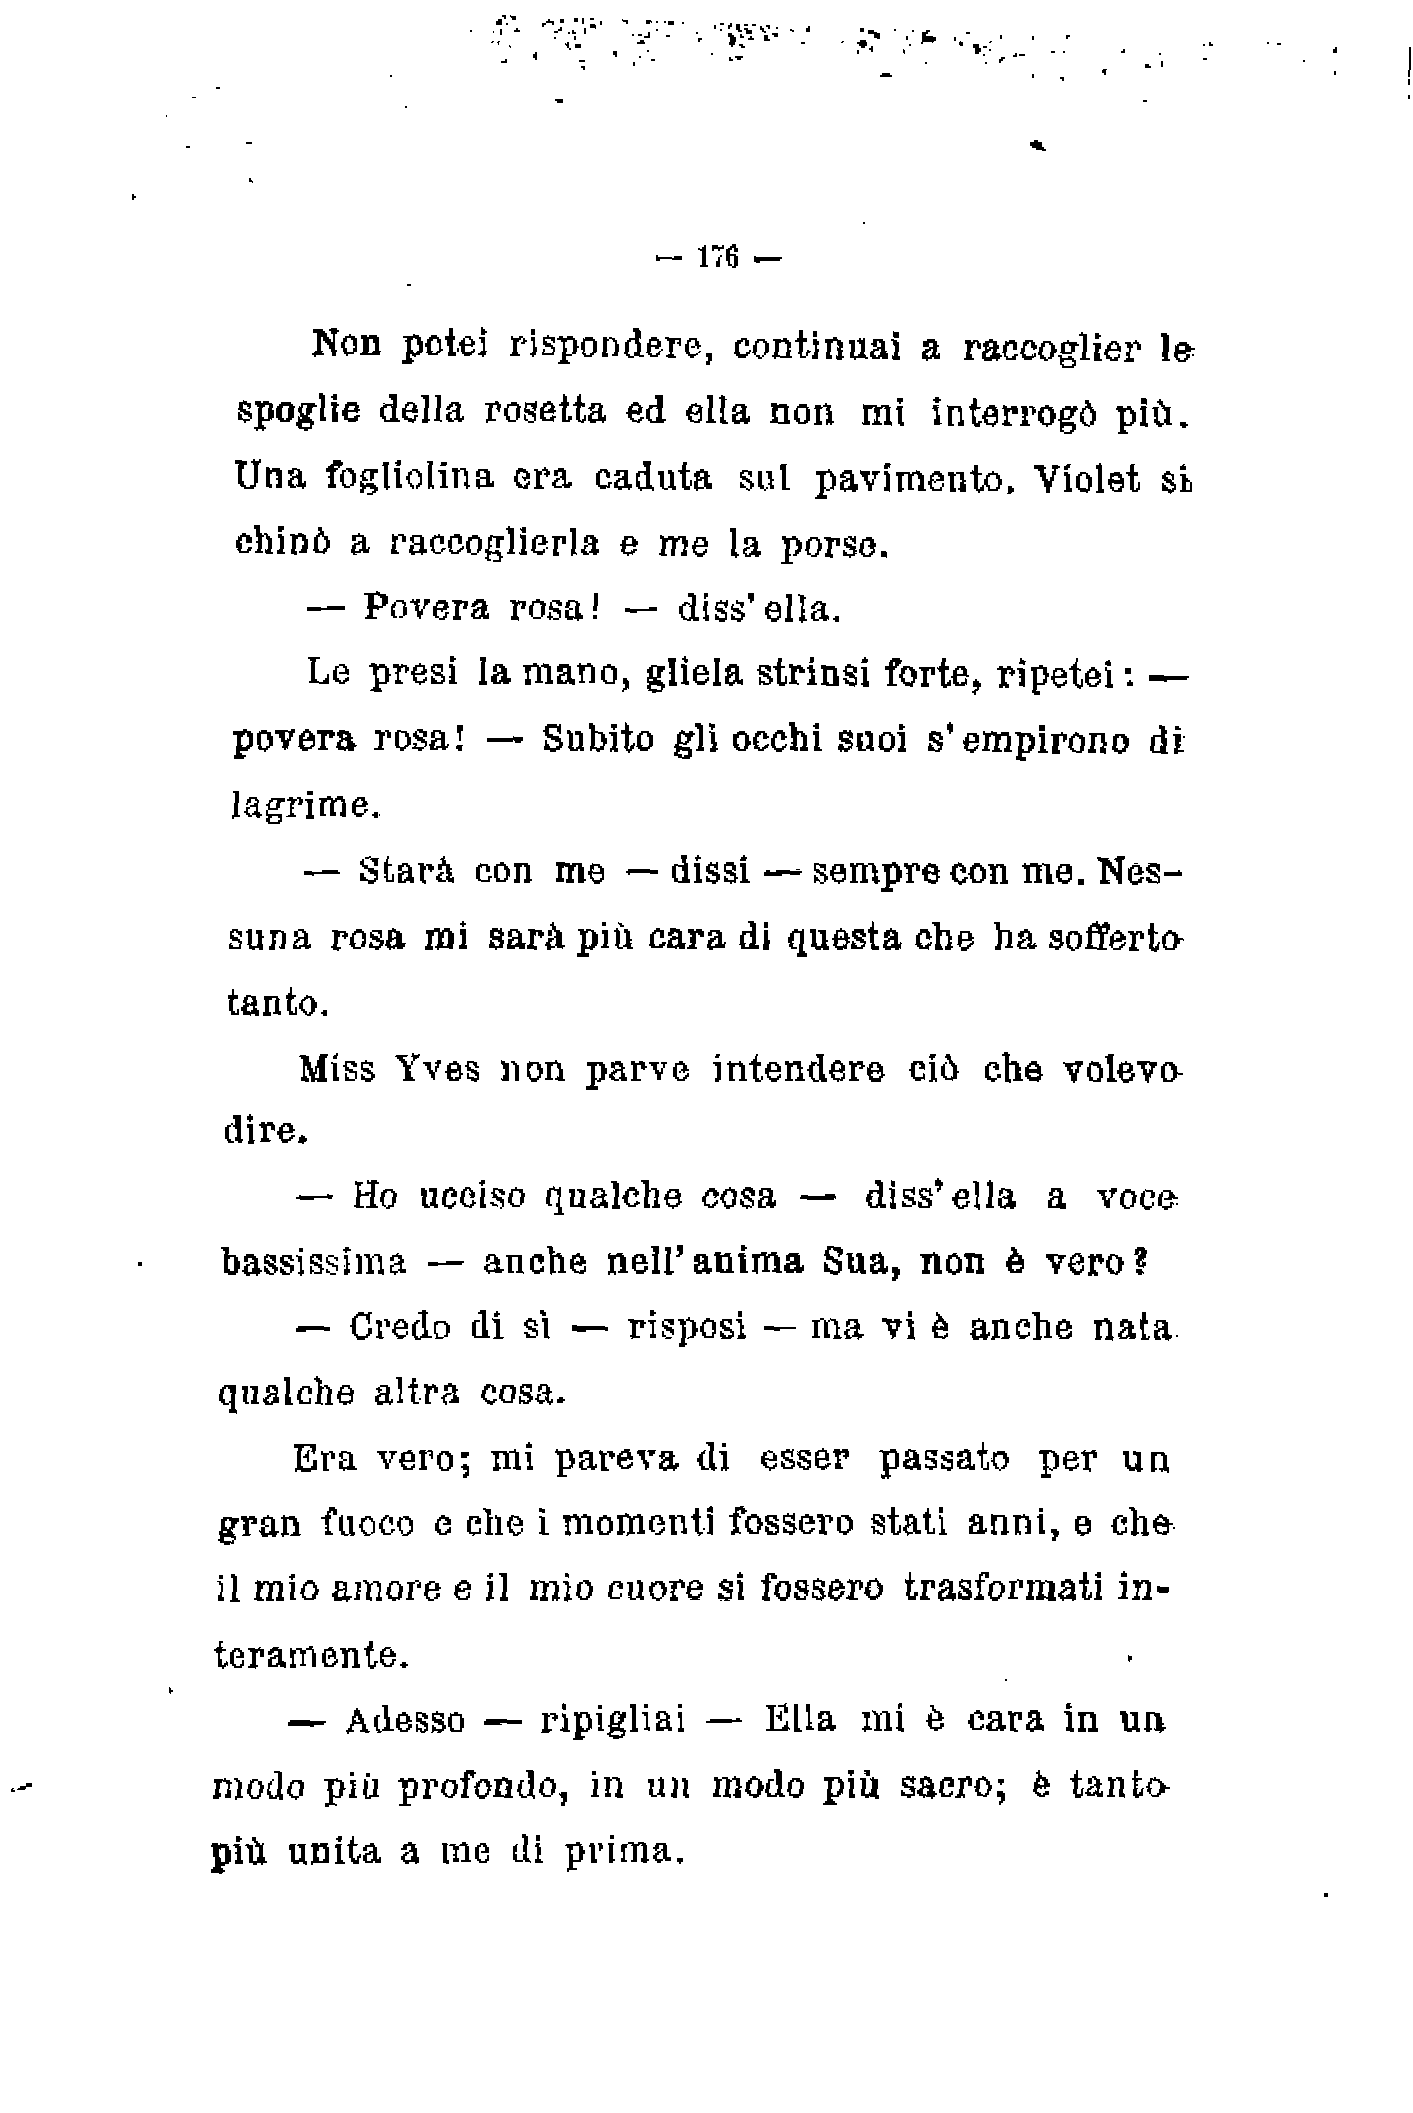 — 176 —
Non potei rispondere, continuai a raccoglier le
spoglie della rosetta ed ella non mi interrogò più.
Una fogliolina era caduta sul pavimento. Violet si
chinò a raccoglierla e me la porse.
— Povera rosa! — diss'ella.
Le presi la mano, gliela strinsi forte, ripetei: —
povera rosa! — Subito gli occhi suoi s'empirono di
lagrime.
— Starà con me — dissi — sempre con me. Nes-
suna rosa mi sarà più cara di questa che ha sofferto
tanto.
Miss Yves non parve intendere ciò che volevo
dire.
— Ho ucciso qualche cosa — diss'ella a voce
bassissima — anche nell'anima Sua, non è vero?
— Credo di sì — risposi — ma vi è anche nata
qualche altra cosa.
Era vero; mi pareva di esser passato per un
gran fuoco e che i momenti fossero stati anni, e che
il mio amore e il mio cuore si fossero trasformati in-
teramente.
— Adesso — ripigliai — Ella mi è cara in un
modo più profondo, in un modo più sacro; è tanto
più unita a me di prima.